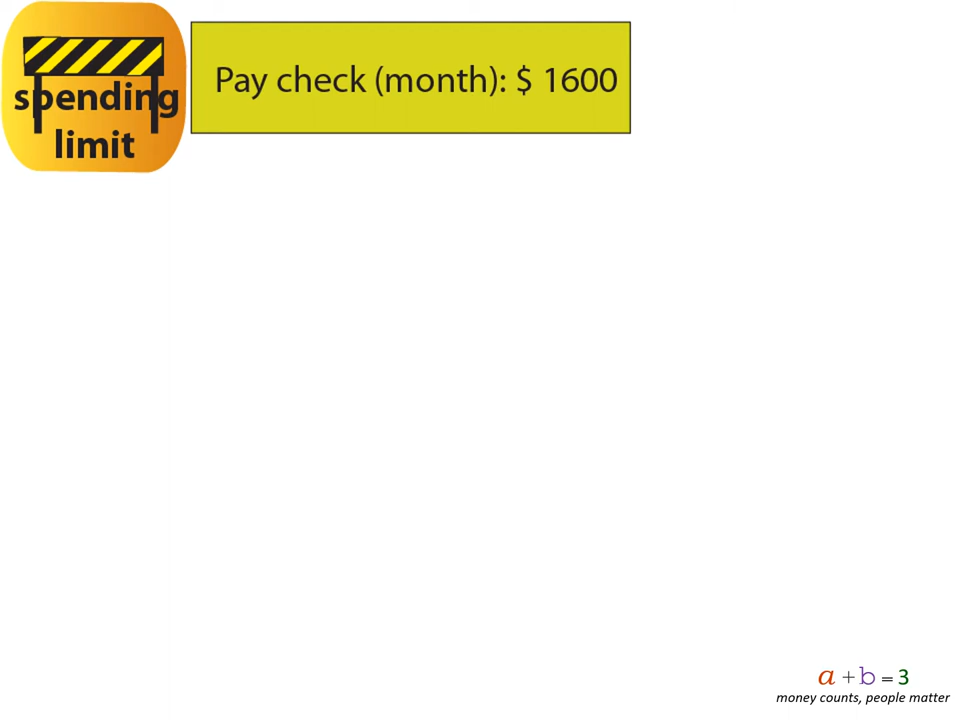 spending
limit
Pay check (month): $ 1600
a + b = 3
money counts, people matter